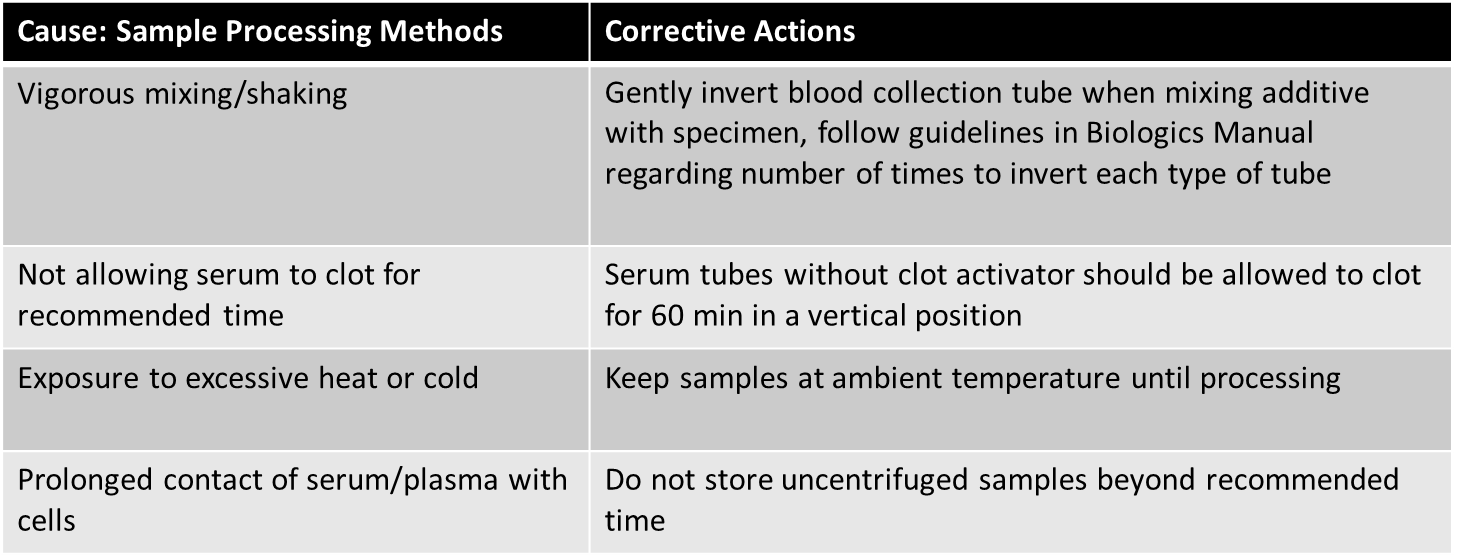 Cause: Sample Processing Methods
Corrective Actions
Vigorous mixing/shaking
Gently invert blood collection tube when mixing additive
with specimen, follow guidelines in Biologics Manual
regarding number of times to invert each type of tube
Not allowing serum to clot for
recommended time
Serum tubes without clot activator should be allowed to clot
for 60 min in a vertical position
Exposure to excessive heat or cold
Keep samples at ambient temperature until processing
Prolonged contact of serum/plasma with
cells
Do not store uncentrifuged samples beyond recommended
time